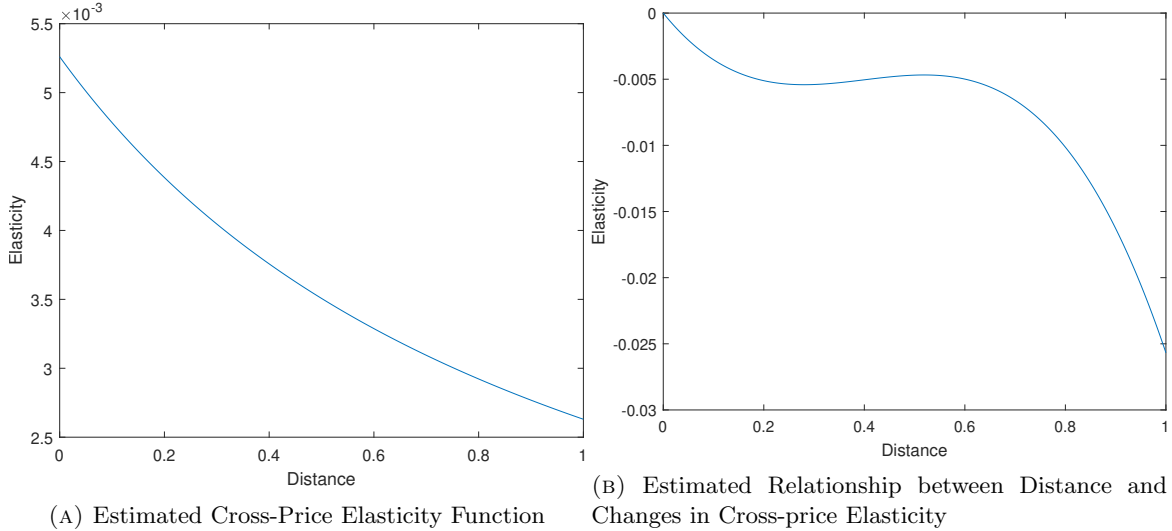 ×10⁻³
5.5
5
4.5
4
3.5
3
2.5
Elasticity
0 0.2 0.4 0.6 0.8 1
Distance
(A) Estimated Cross-Price Elasticity Function
0
-0.005
-0.01
-0.015
-0.02
-0.025
-0.03
Elasticity
0 0.2 0.4 0.6 0.8 1
Distance
(B) Estimated Relationship between Distance and
Changes in Cross-price Elasticity